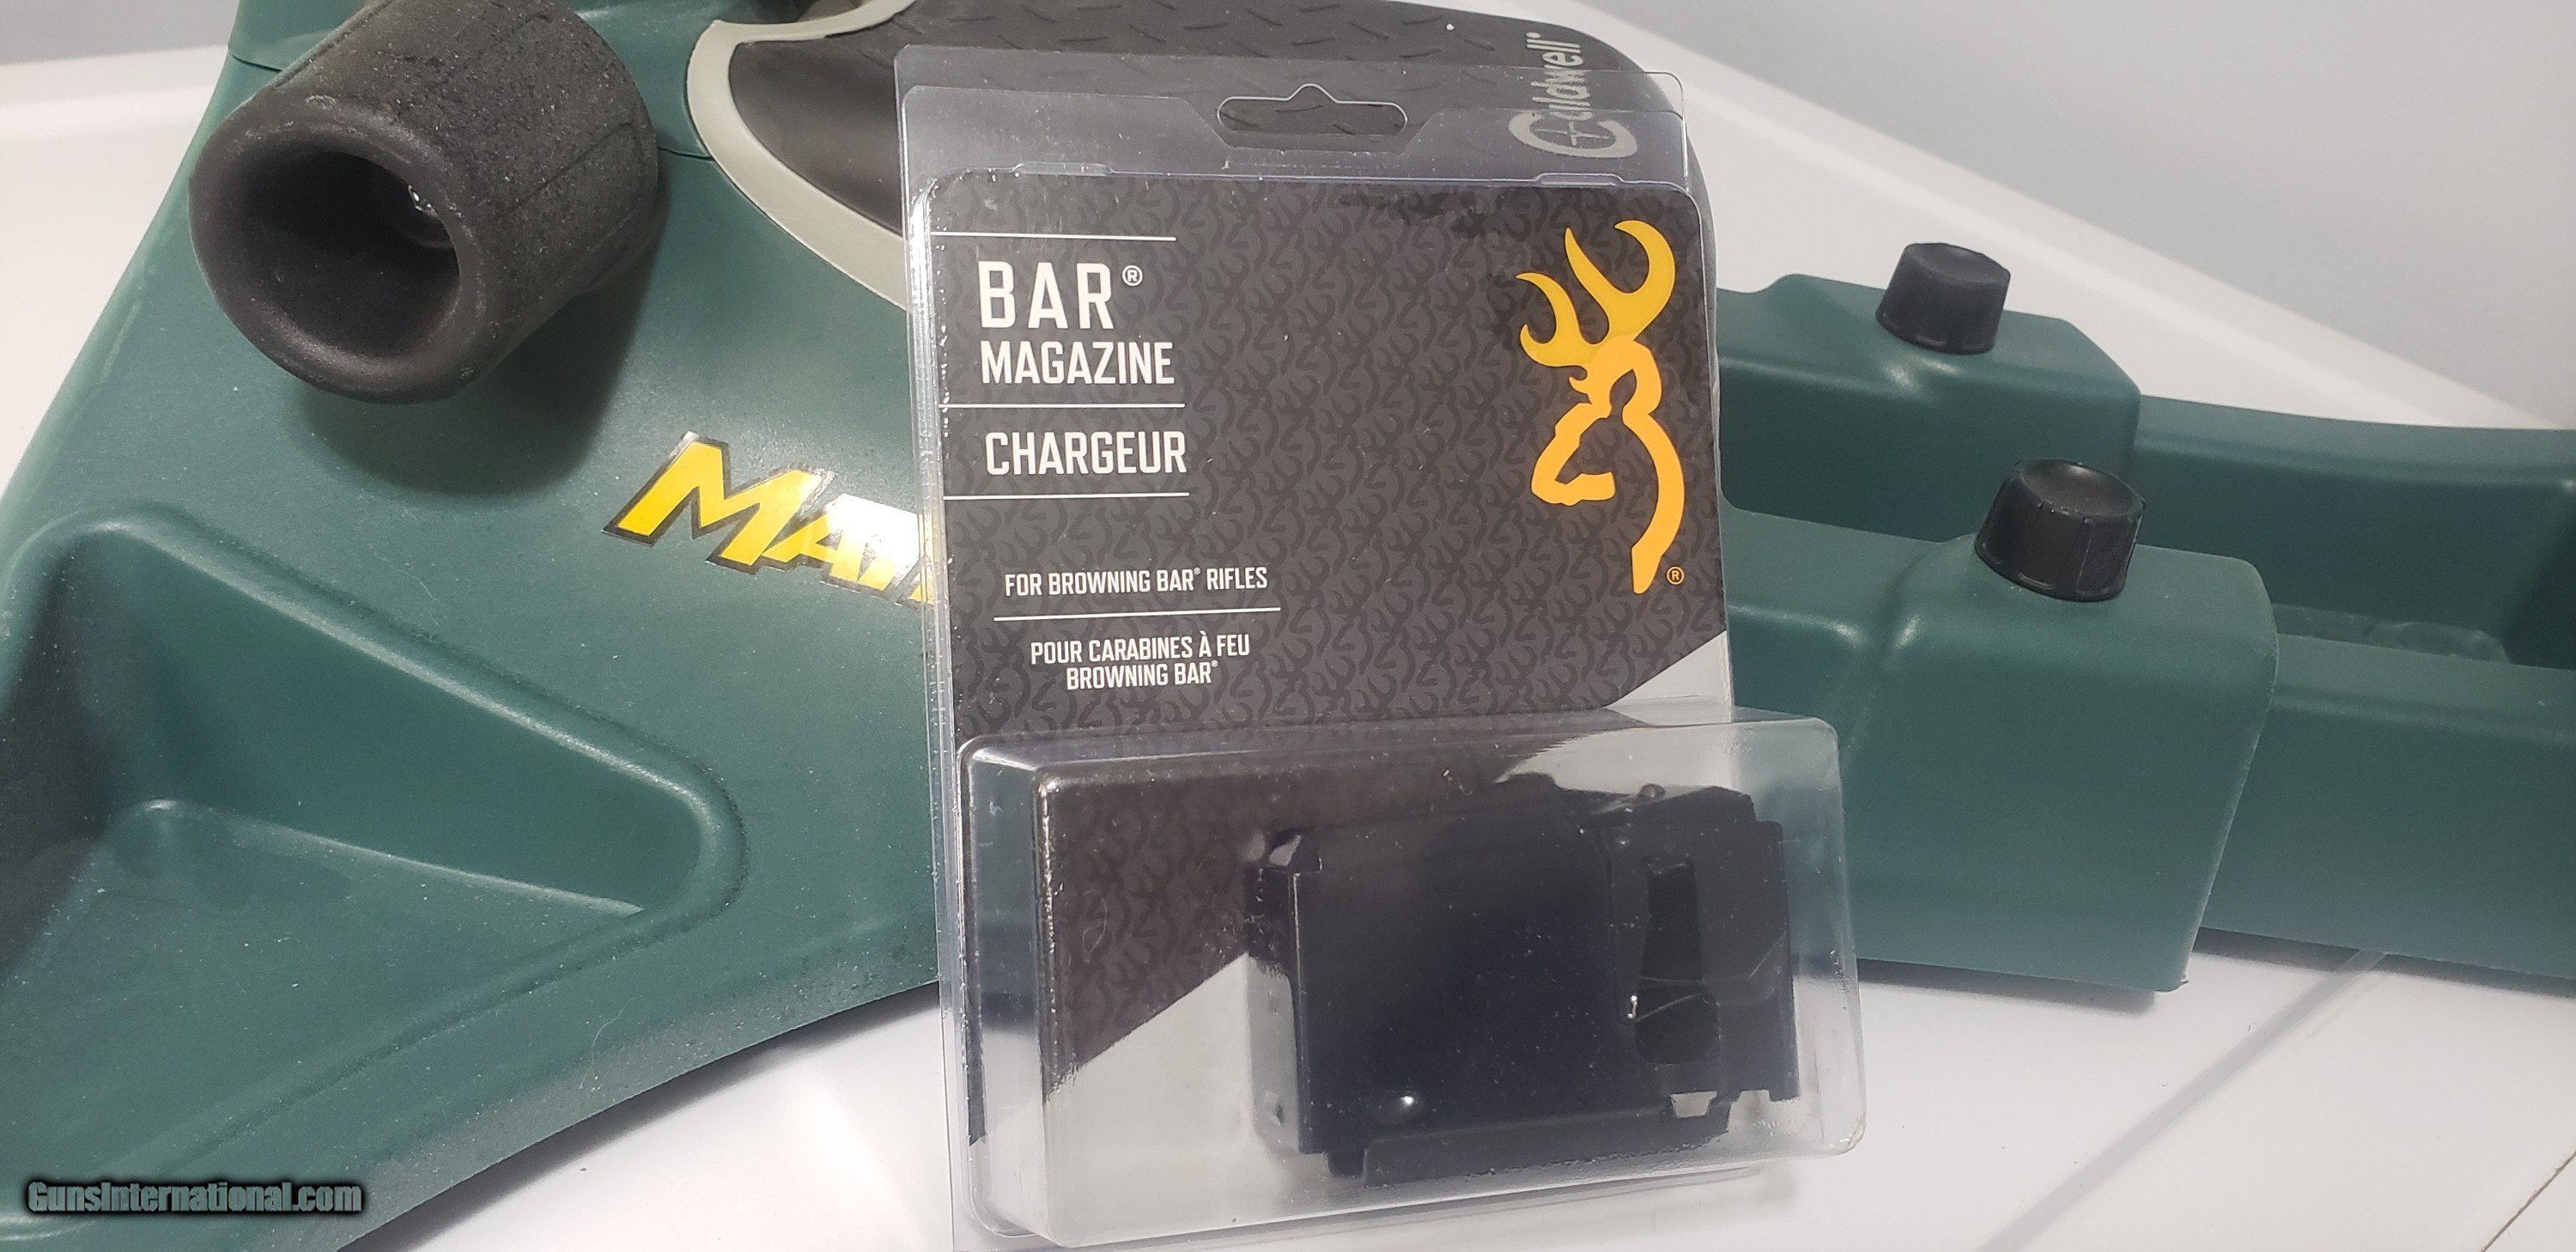 Caldwell
BAR®
MAGAZINE
CHARGEUR
FOR BROWNING BAR® RIFLES
POUR CARABINES À FEU
BROWNING BAR®
®
GunsInternational.com